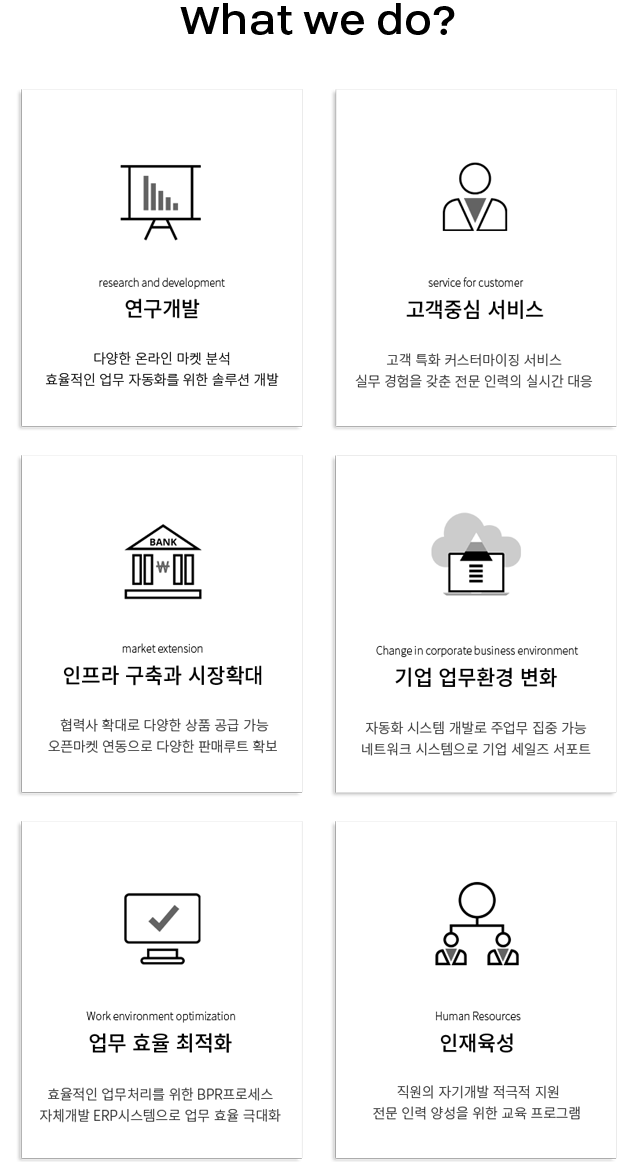 What we do?
research and development
연구개발
다양한 온라인 마켓 분석
효율적인 업무 자동화를 위한 솔루션 개발
service for customer
고객중심 서비스
고객 특화 커스터마이징 서비스
실무 경험을 갖춘 전문 인력의 실시간 대응
BANK
₩
market extension
인프라 구축과 시장확대
협력사 확대로 다양한 상품 공급 가능
오픈마켓 연동으로 다양한 판매루트 확보
Change in corporate business environment
기업 업무환경 변화
자동화 시스템 개발로 주업무 집중 가능
네트워크 시스템으로 기업 세일즈 서포트
Work environment optimization
업무 효율 최적화
효율적인 업무처리를 위한 BPR프로세스
자체개발 ERP시스템으로 업무 효율 극대화
Human Resources
인재육성
직원의 자기개발 적극적 지원
전문 인력 양성을 위한 교육 프로그램